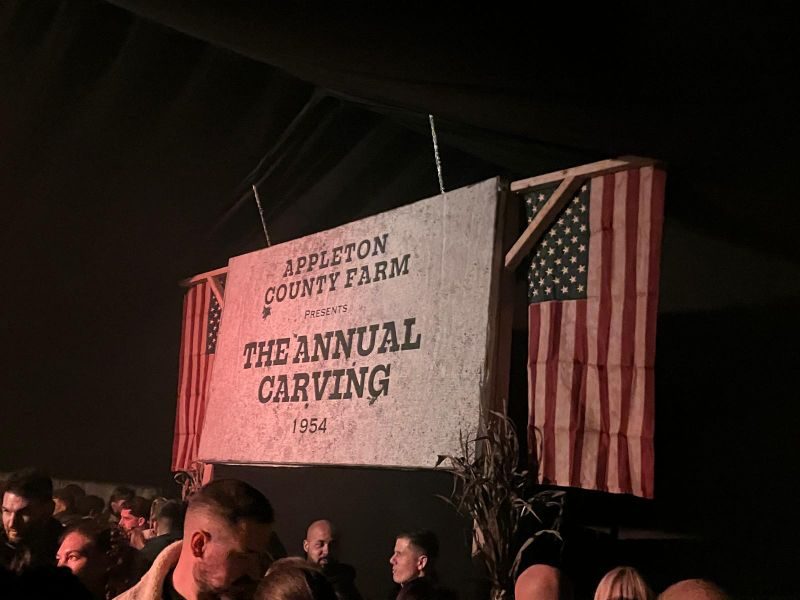 APPLETON
COUNTY FARM
PRESENTS
THE ANNUAL
CARVING
1954